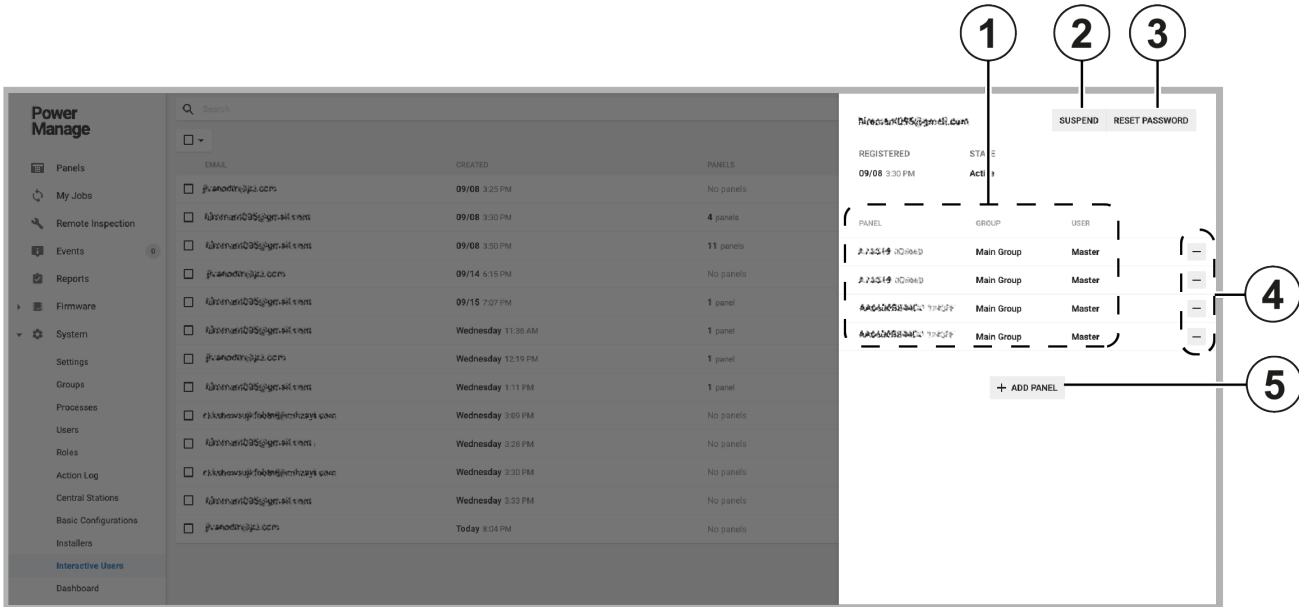 1 2 3
Power
Manage
Panels
My Jobs
Remote Inspection
Events 0
Reports
Firmware
System
Settings
Groups
Processes
Users
Roles
Action Log
Central Stations
Basic Configurations
Installers
Interactive Users
Dashboard
Search
EMAIL CREATED PANELS
09/08 3:25 PM No panels
09/08 3:30 PM 4 panels
09/08 3:50 PM 11 panels
09/14 6:15 PM No panels
09/15 7:07 PM 1 panel
Wednesday 11:36 AM 1 panel
Wednesday 12:19 PM 1 panel
Wednesday 1:11 PM 1 panel
Wednesday 3:09 PM No panels
Wednesday 3:28 PM No panels
Wednesday 3:30 PM No panels
Wednesday 3:33 PM No panels
Today 8:04 PM No panels
SUSPEND RESET PASSWORD
REGISTERED
09/08 3:30 PM
PANEL GROUP USER
Main Group Master
Main Group Master
Main Group Master
Main Group Master
4
+ ADD PANEL
5